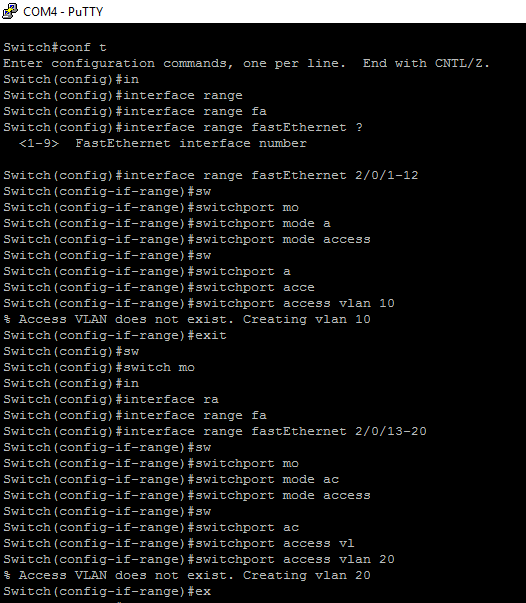 COM4 - PuTTY
Switch#conf t
Enter configuration commands, one per line.  End with CNTL/Z.
Switch(config)#in
Switch(config)#interface range
Switch(config)#interface range fa
Switch(config)#interface range fastEthernet ?
  <1-9>  FastEthernet interface number
Switch(config)#interface range fastEthernet 2/0/1-12
Switch(config-if-range)#sw
Switch(config-if-range)#switchport mo
Switch(config-if-range)#switchport mode a
Switch(config-if-range)#switchport mode access
Switch(config-if-range)#sw
Switch(config-if-range)#switchport a
Switch(config-if-range)#switchport acce
Switch(config-if-range)#switchport access vlan 10
% Access VLAN does not exist. Creating vlan 10
Switch(config-if-range)#exit
Switch(config)#sw
Switch(config)#switch mo
Switch(config)#in
Switch(config)#interface ra
Switch(config)#interface range fa
Switch(config)#interface range fastEthernet 2/0/13-20
Switch(config-if-range)#sw
Switch(config-if-range)#switchport mo
Switch(config-if-range)#switchport mode ac
Switch(config-if-range)#switchport mode access
Switch(config-if-range)#sw
Switch(config-if-range)#switchport ac
Switch(config-if-range)#switchport access vl
Switch(config-if-range)#switchport access vlan 20
% Access VLAN does not exist. Creating vlan 20
Switch(config-if-range)#ex